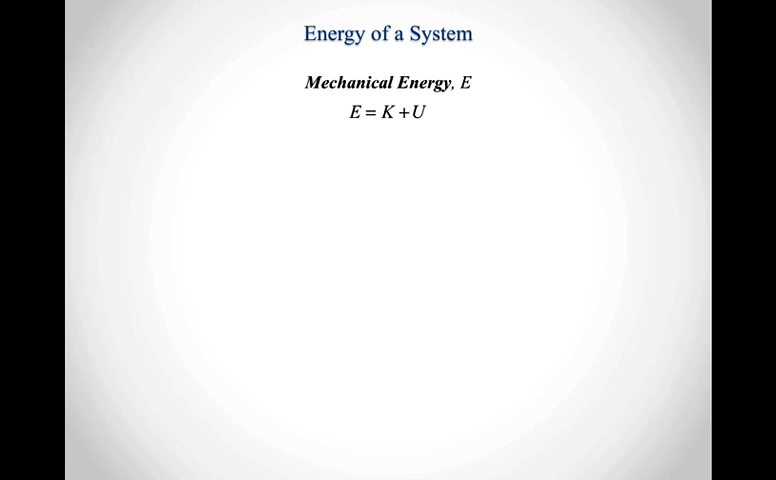 Energy of a System
Mechanical Energy, E
E = K + U